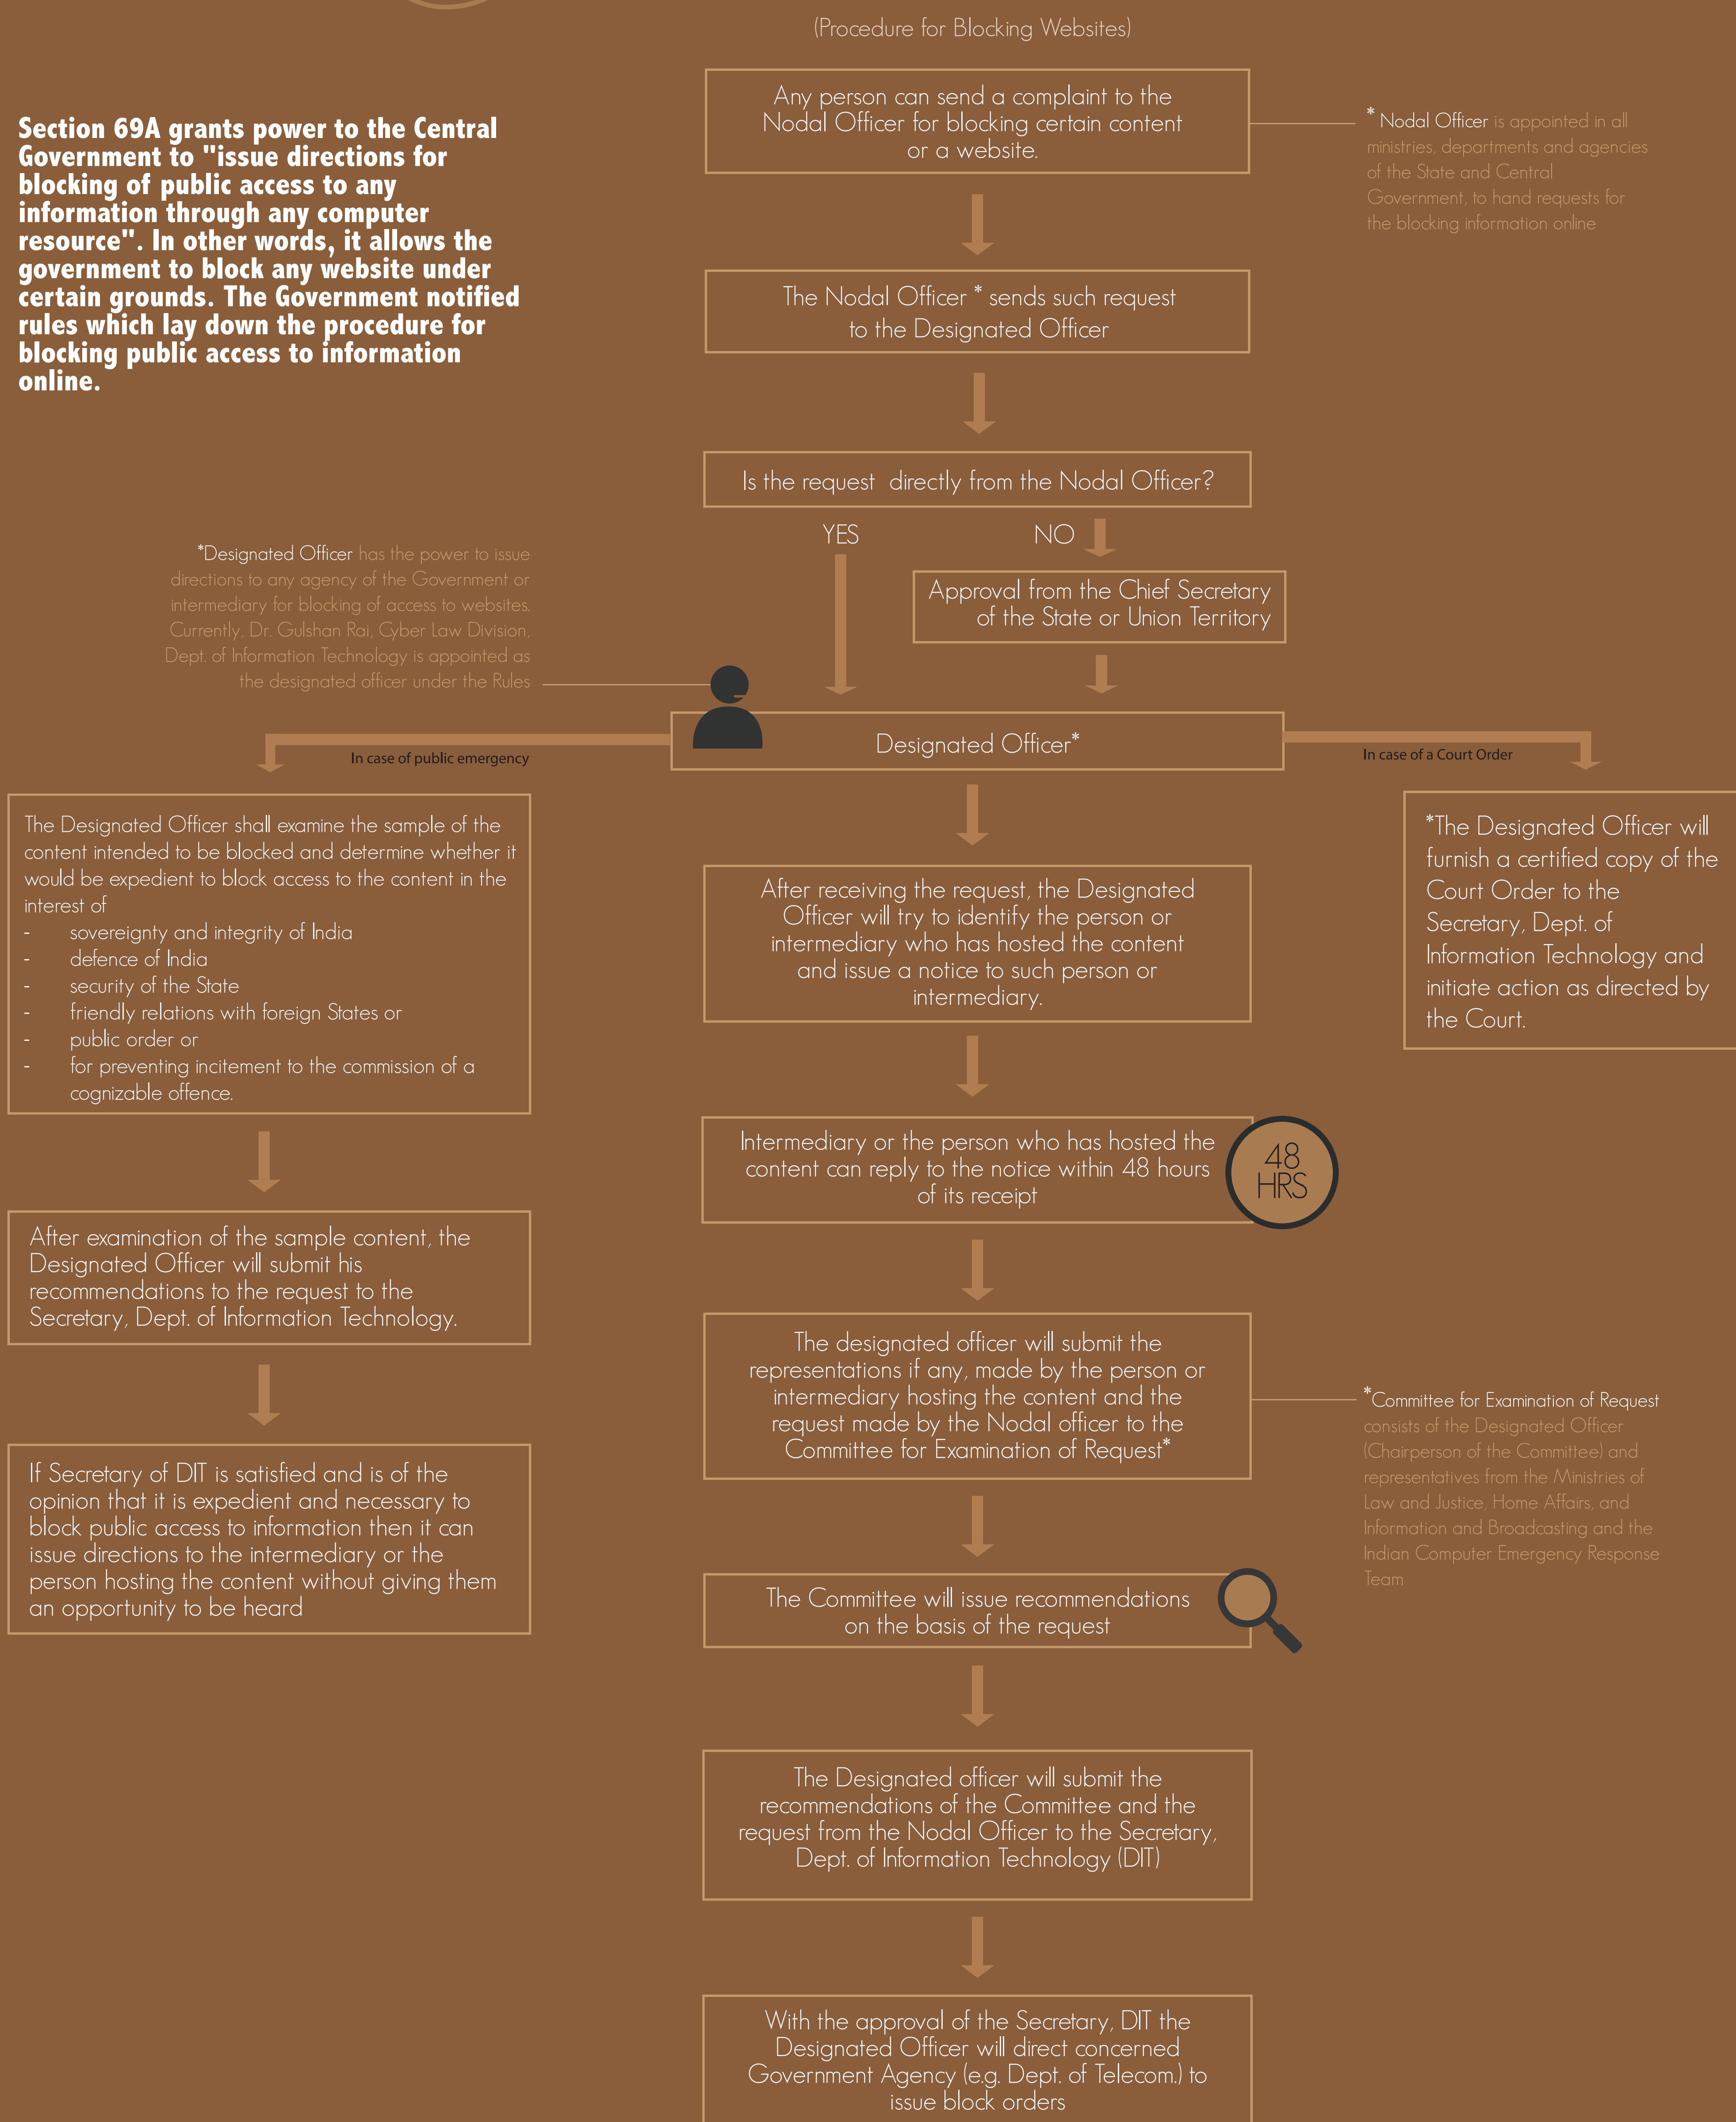 (Procedure for Blocking Websites)
Section 69A grants power to the Central
Government to "issue directions for
blocking of public access to any
information through any computer
resource". In other words, it allows the
government to block any website under
certain grounds. The Government notified
rules which lay down the procedure for
blocking public access to information
online.
Any person can send a complaint to the
Nodal Officer for blocking certain content
or a website.
* Nodal Officer is appointed in all
ministries, departments and agencies
of the State and Central
Government, to hand requests for
the blocking information online
The Nodal Officer * sends such request
to the Designated Officer
Is the request directly from the Nodal Officer?
YES
NO
Approval from the Chief Secretary
of the State or Union Territory
*Designated Officer has the power to issue
directions to any agency of the Government or
intermediary for blocking of access to websites.
Currently, Dr. Gulshan Rai, Cyber Law Division,
Dept. of Information Technology is appointed as
the designated officer under the Rules
Designated Officer*
In case of public emergency
In case of a Court Order
The Designated Officer shall examine the sample of the
content intended to be blocked and determine whether it
would be expedient to block access to the content in the
interest of
- sovereignty and integrity of India
- defence of India
- security of the State
- friendly relations with foreign States or
- public order or
- for preventing incitement to the commission of a
cognizable offence.
After examination of the sample content, the
Designated Officer will submit his
recommendations to the request to the
Secretary, Dept. of Information Technology.
If Secretary of DIT is satisfied and is of the
opinion that it is expedient and necessary to
block public access to information then it can
issue directions to the intermediary or the
person hosting the content without giving them
an opportunity to be heard
After receiving the request, the Designated
Officer will try to identify the person or
intermediary who has hosted the content
and issue a notice to such person or
intermediary.
Intermediary or the person who has hosted the
content can reply to the notice within 48 hours
of its receipt
48
HRS
The designated officer will submit the
representations if any, made by the person or
intermediary hosting the content and the
request made by the Nodal officer to the
Committee for Examination of Request*
The Committee will issue recommendations
on the basis of the request
The Designated officer will submit the
recommendations of the Committee and the
request from the Nodal Officer to the Secretary,
Dept. of Information Technology (DIT)
With the approval of the Secretary, DIT the
Designated Officer will direct concerned
Government Agency (e.g. Dept. of Telecom.) to
issue block orders
*The Designated Officer will
furnish a certified copy of the
Court Order to the
Secretary, Dept. of
Information Technology and
initiate action as directed by
the Court.
*Committee for Examination of Request
consists of the Designated Officer
(Chairperson of the Committee) and
representatives from the Ministries of
Law and Justice, Home Affairs, and
Information and Broadcasting and the
Indian Computer Emergency Response
Team